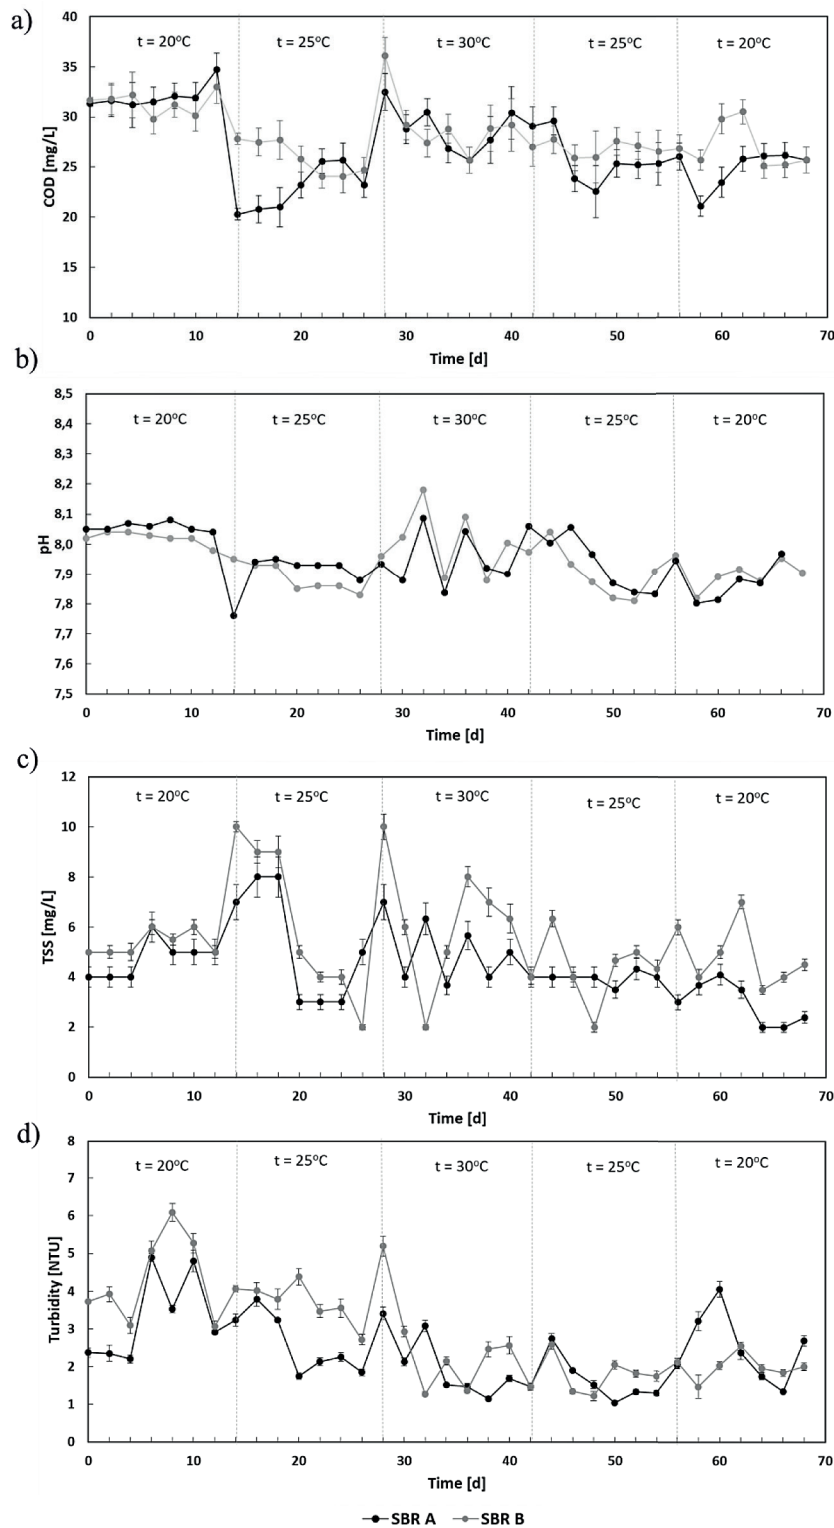 a)
40
35
30
25
20
15
10
COD [mg/L]
t = 20°C
t = 25°C
t = 30°C
t = 25°C
t = 20°C
0 10 20 30 40 50 60 70
Time [d]
b)
8,5
8,4
8,3
8,2
8,1
8,0
7,9
7,8
7,7
7,6
7,5
pH
t = 20°C
t = 25°C
t = 30°C
t = 25°C
t = 20°C
0 10 20 30 40 50 60 70
Time [d]
c)
12
10
8
6
4
2
0
TSS [mg/L]
t = 20°C
t = 25°C
t = 30°C
t = 25°C
t = 20°C
0 10 20 30 40 50 60 70
Time [d]
d)
8
7
6
5
4
3
2
1
0
Turbidity [NTU]
t = 20°C
t = 25°C
t = 30°C
t = 25°C
t = 20°C
0 10 20 30 40 50 60 70
Time [d]
SBR A SBR B